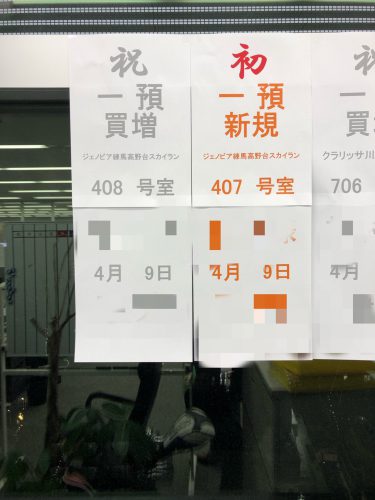 祝
一 預
買増
ジェノビア練馬高野台スカイラン
408 号室
4月 9日
初
一 預
新規
ジェノビア練馬高野台スカイラン
407 号室
4月 9日
クラリッサ川
706
4月